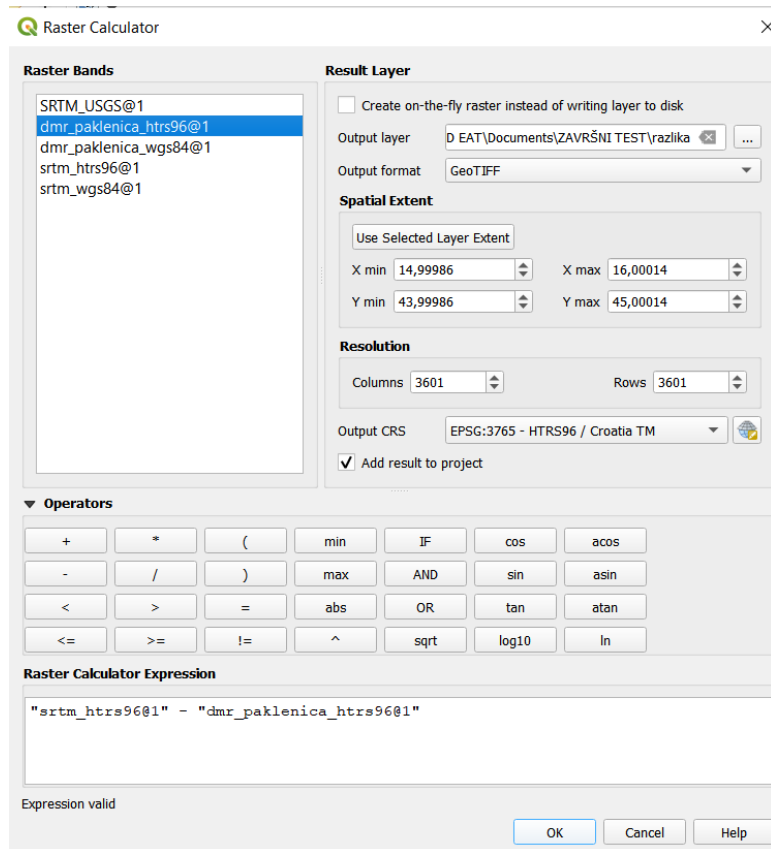 Raster Calculator
Raster Bands
SRTM_USGS@1
dmr_paklenica_htrs96@1
dmr_paklenica_wgs84@1
srtm_htrs96@1
srtm_wgs84@1
Result Layer
Create on-the-fly raster instead of writing layer to disk
Output layer D EAT\Documents\ZAVRŠNI TEST\razlika ...
Output format GeoTIFF
Spatial Extent
Use Selected Layer Extent
X min 14,99986 X max 16,00014
Y min 43,99986 Y max 45,00014
Resolution
Columns 3601 Rows 3601
Output CRS EPSG:3765 - HTRS96 / Croatia TM
Add result to project
Operators
+ * ( min IF cos acos
- / ) max AND sin asin
< > = abs OR tan atan
<= >= != ^ sqrt log10 ln
Raster Calculator Expression
"srtm_htrs96@1" - "dmr_paklenica_htrs96@1"
Expression valid
OK Cancel Help